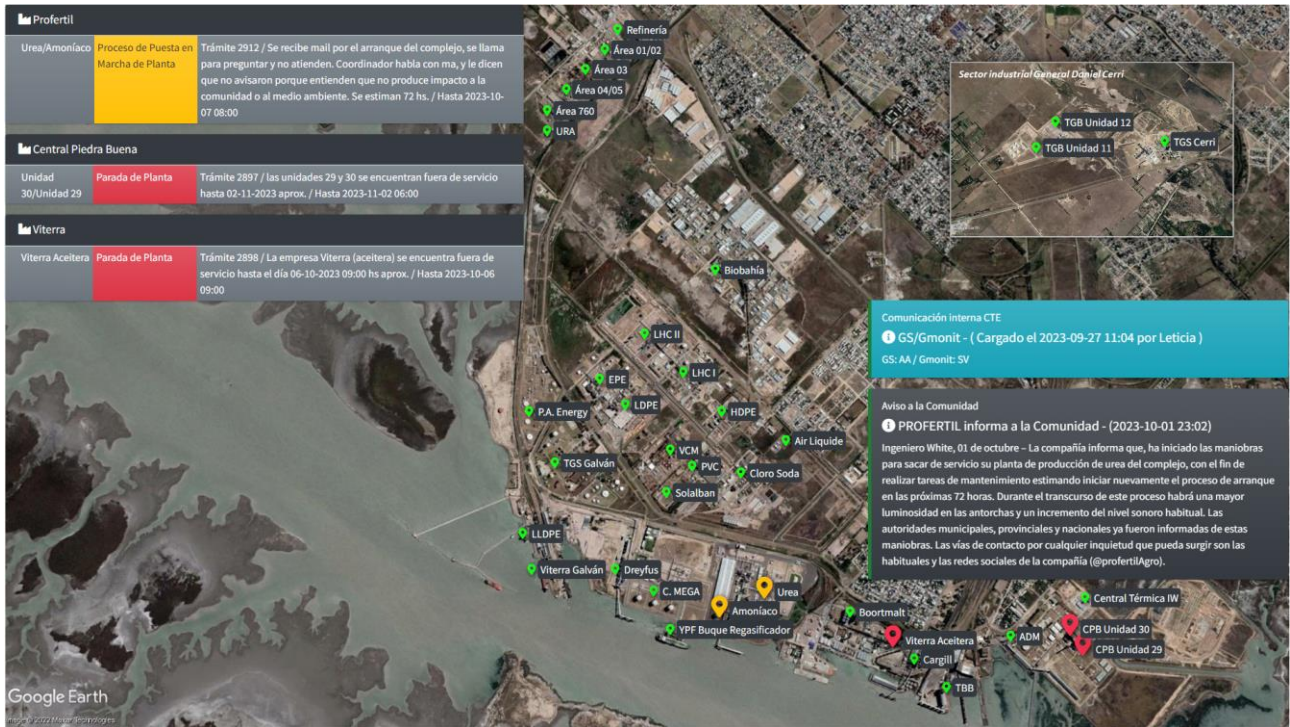 Profertil
Urea/Amoníaco
Proceso de Puesta en
Marcha de Planta
Trámite 2912 / Se recibe mail por el arranque del complejo, se llama
para preguntar y no atienden. Coordinador habla con ma, y le dicen
que no avisaron porque entienden que no produce impacto a la
comunidad o al medio ambiente. Se estiman 72 hs. / Hasta 2023-10-
07 08:00
Central Piedra Buena
Unidad
30/Unidad 29
Parada de Planta
Trámite 2897 / las unidades 29 y 30 se encuentran fuera de servicio
hasta 02-11-2023 aprox. / Hasta 2023-11-02 06:00
Viterra
Viterra Aceitera
Parada de Planta
Trámite 2898 / La empresa Viterra (aceitera) se encuentra fuera de
servicio hasta el día 06-10-2023 09:00 hs aprox. / Hasta 2023-10-06
09:00
Refinería
Área 01/02
Área 03
Área 04/05
Área 760
URA
Sector industrial General Daniel Cerri
TGB Unidad 12
TGB Unidad 11
TGS Cerri
Biobahía
LHC II
LHC I
EPE
LDPE
HDPE
P.A. Energy
Air Liquide
VCM
PVC
Cloro Soda
TGS Galván
Solalban
LLDPE
Viterra Galván
Dreyfus
C. MEGA
Urea
Amoníaco
YPF Buque Regasificador
Boortmalt
Viterra Aceitera
Cargill
TBB
ADM
Central Térmica IW
CPB Unidad 30
CPB Unidad 29
Comunicación interna CTE
GS/Gmonit - ( Cargado el 2023-09-27 11:04 por Leticia )
GS: AA / Gmonit: SV
Aviso a la Comunidad
PROFERTIL informa a la Comunidad - (2023-10-01 23:02)
Ingeniero White, 01 de octubre – La compañía informa que, ha iniciado las maniobras
para sacar de servicio su planta de producción de urea del complejo, con el fin de
realizar tareas de mantenimiento estimando iniciar nuevamente el proceso de arranque
en las próximas 72 horas. Durante el transcurso de este proceso habrá una mayor
luminosidad en las antorchas y un incremento del nivel sonoro habitual. Las
autoridades municipales, provinciales y nacionales ya fueron informadas de estas
maniobras. Las vías de contacto por cualquier inquietud que pueda surgir son las
habituales y las redes sociales de la compañía (@profertilAgro).
Google Earth
Image © 2022 Maxar Technologies